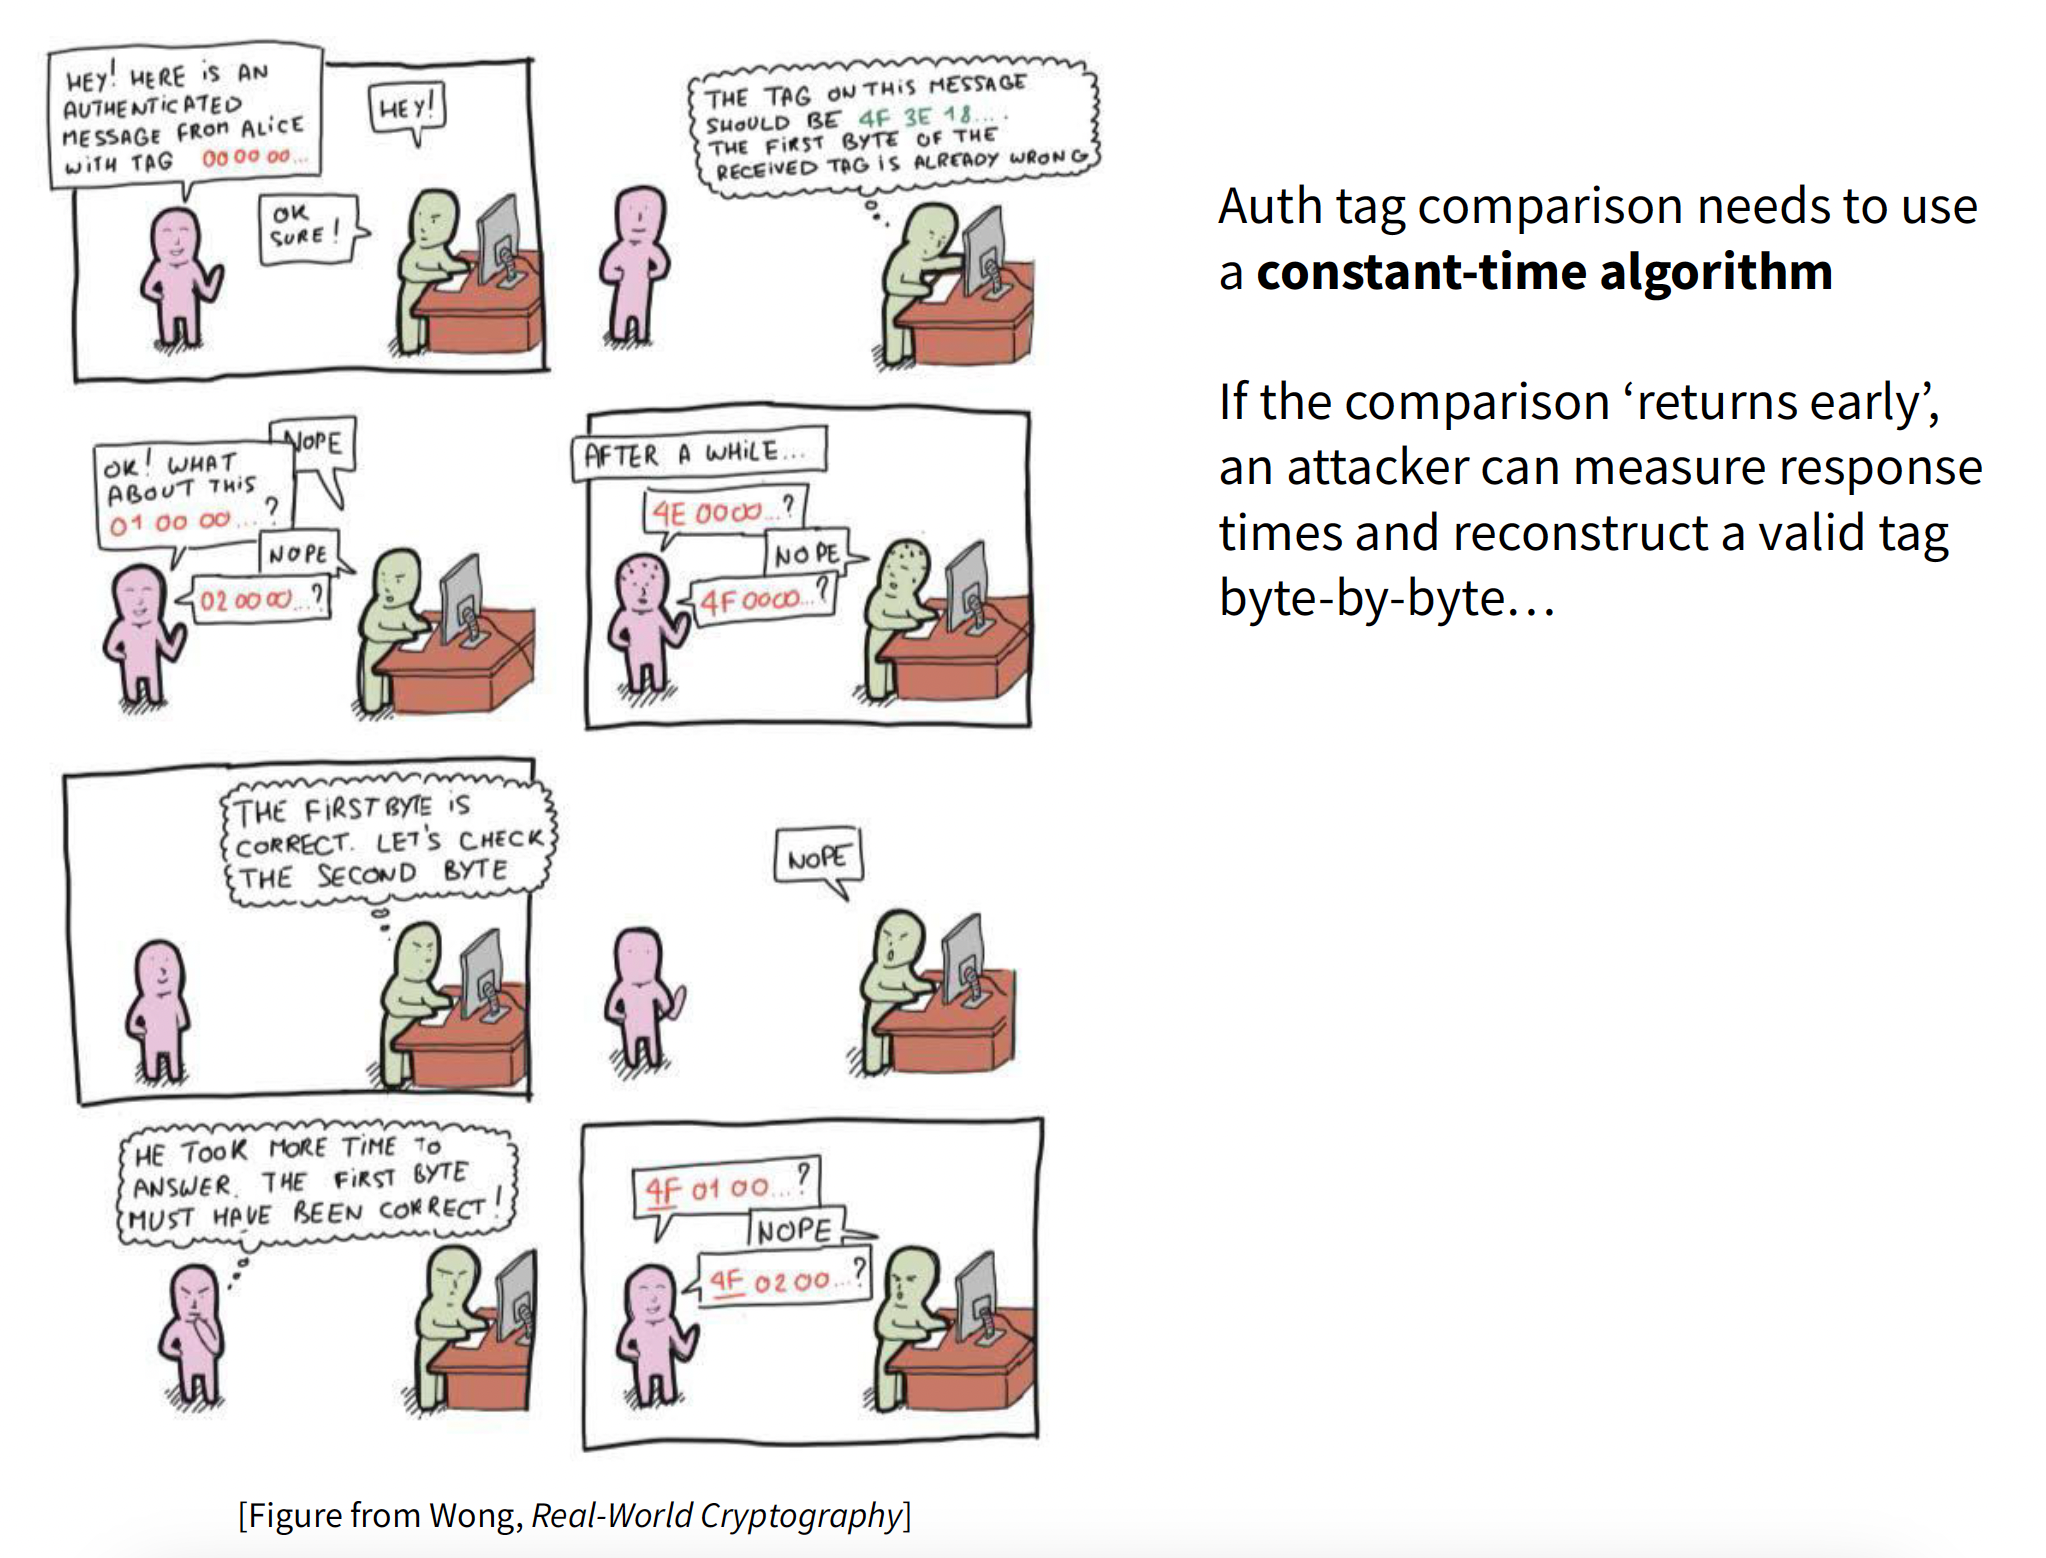 HEY! HERE IS AN
AUTHENTICATED
MESSAGE FROM ALICE
WITH TAG 00 00 00...
HEY!
OK
SURE!
THE TAG ON THIS MESSAGE
SHOULD BE 4F 3E 18....
THE FIRST BYTE OF THE
RECEIVED TAG IS ALREADY WRONG
NOPE
OK! WHAT
ABOUT THIS
01 00 00...?
NOPE
02 00 00...?
AFTER A WHILE...
4E 0000...?
NOPE
4F 0000...?
THE FIRST BYTE IS
CORRECT. LET'S CHECK
THE SECOND BYTE
NOPE
HE TOOK MORE TIME TO
ANSWER. THE FIRST BYTE
MUST HAVE BEEN CORRECT!
4F 01 00...?
NOPE
4F 02 00...?
[Figure from Wong, Real-World Cryptography]
Auth tag comparison needs to use
a constant-time algorithm
If the comparison ‘returns early’,
an attacker can measure response
times and reconstruct a valid tag
byte-by-byte…